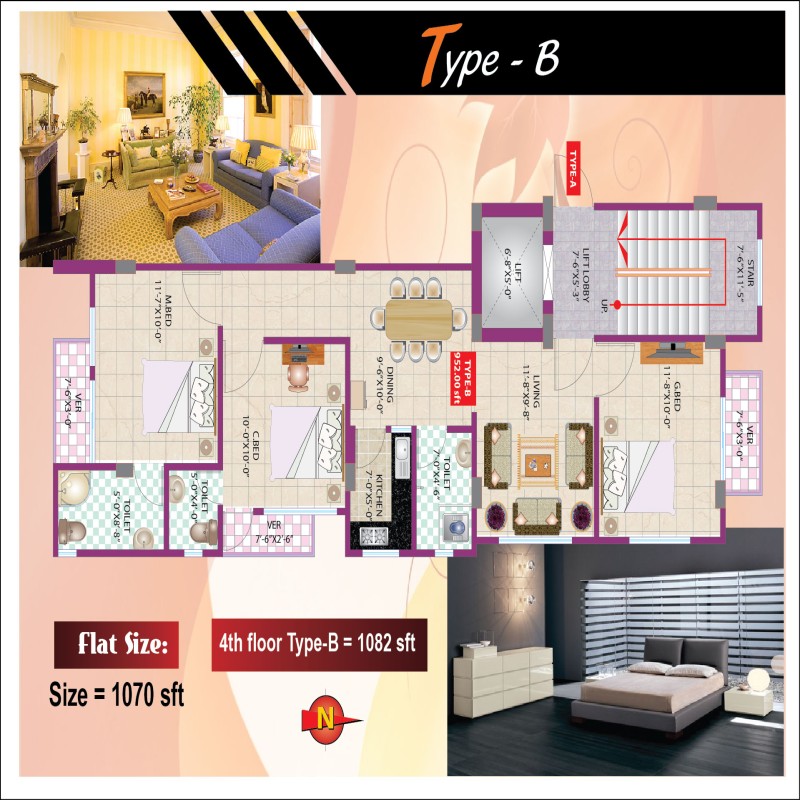 Type - B
TYPE-A
LIFT
6'-8"X5'-0"
LIFT LOBBY
7'-6"X5'-3"
UP
STAIR
7'-6"X11'-5"
M.BED
11'-7"X10'-0"
VER
7'-6"X3'-0"
C.BED
10'-0"X10'-0"
DINING
9'-6"X10'-0"
TYPE-B
952.00 sft
LIVING
11'-8"X9'-8"
G.BED
11'-8"X10'-0"
VER
7'-6"X3'-0"
TOILET
5'-0"X8'-8"
TOILET
5'-0"X4'-0"
VER
7'-6"X2'-6"
KITCHEN
7'-0"X5'-0"
TOILET
7'-0"X4'-6"
Flat Size:
Size = 1070 sft
4th floor Type-B = 1082 sft
N